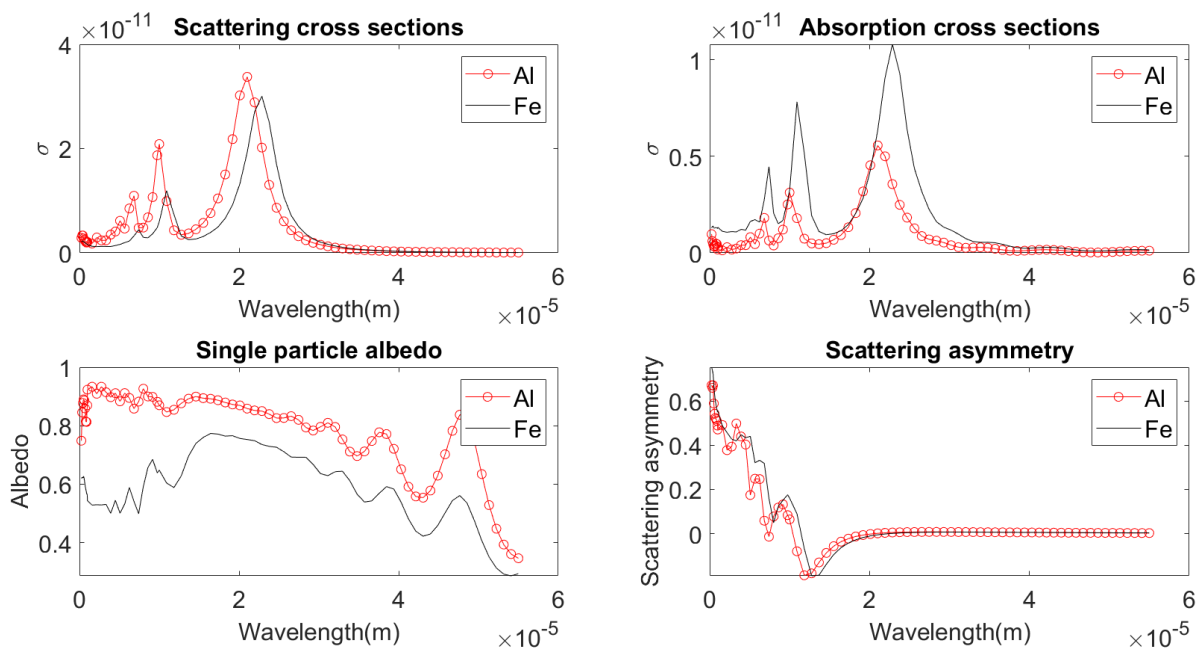 ×10⁻¹¹
Scattering cross sections
4
2
0
σ
Al
Fe
0
2
4
6
Wavelength(m)
×10⁻⁵
×10⁻¹¹
Absorption cross sections
1
0.5
0
σ
Al
Fe
0
2
4
6
Wavelength(m)
×10⁻⁵
Single particle albedo
1
0.8
0.6
0.4
Albedo
Al
Fe
0
2
4
6
Wavelength(m)
×10⁻⁵
Scattering asymmetry
0.6
0.4
0.2
0
Scattering asymmetry
Al
Fe
0
2
4
6
Wavelength(m)
×10⁻⁵